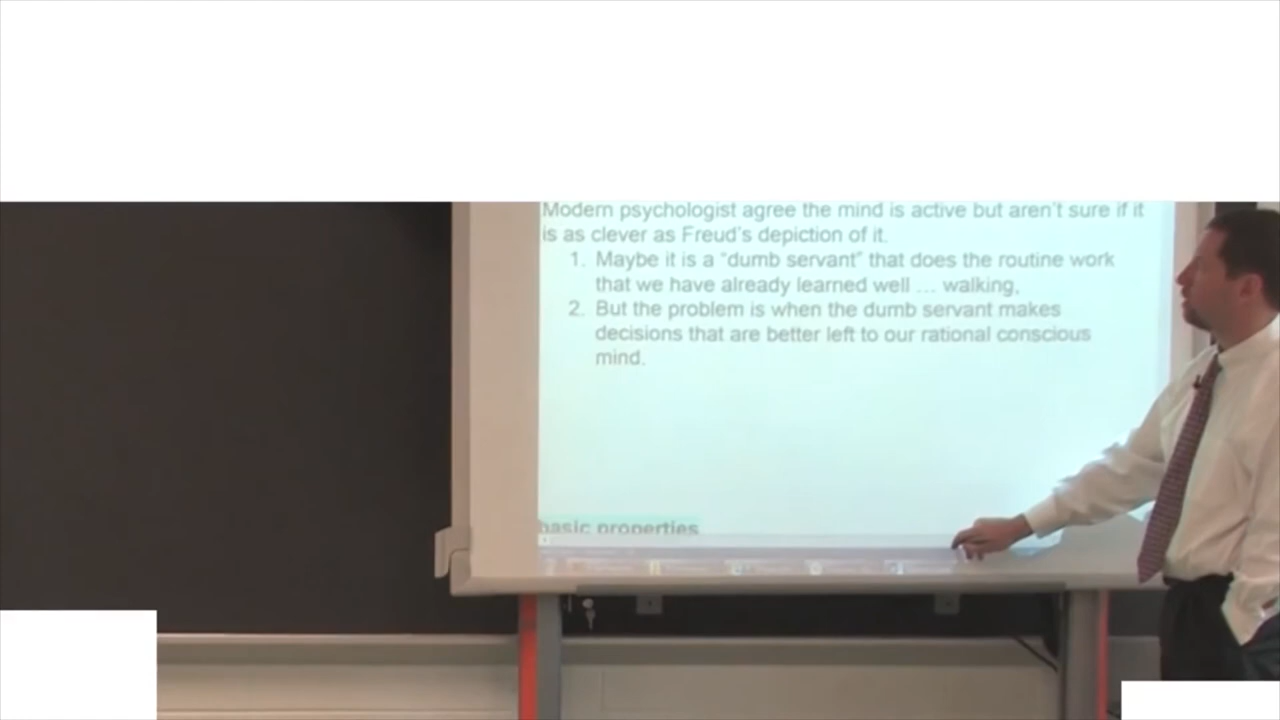 Modern psychologist agree the mind is active but aren't sure if it
is as clever as Freud's depiction of it.
1. Maybe it is a "dumb servant" that does the routine work
that we have already learned well ... walking,
2. But the problem is when the dumb servant makes
decisions that are better left to our rational conscious
mind.
basic properties